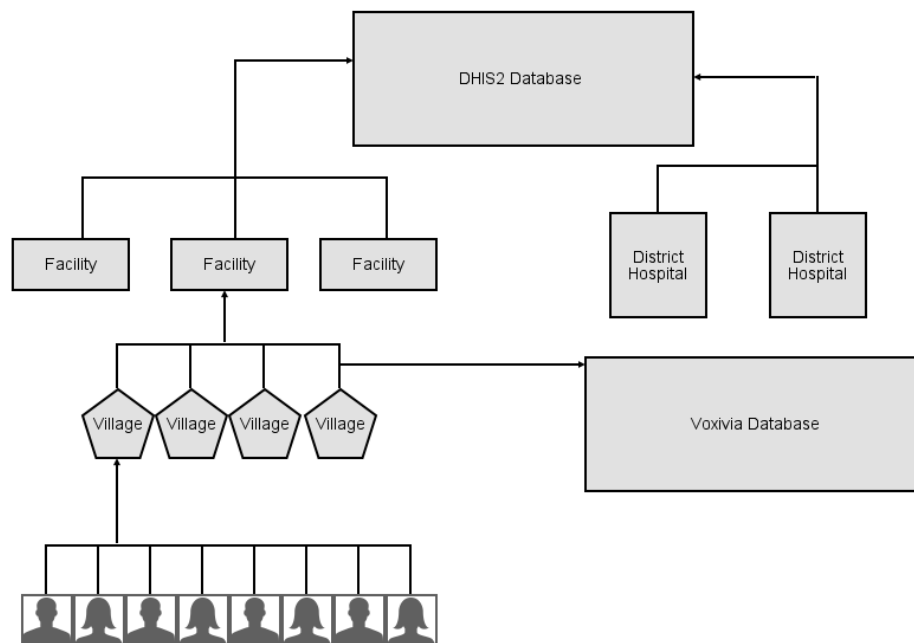 DHIS2 Database
Facility
Facility
Facility
District
Hospital
District
Hospital
Village
Village
Village
Village
Voxivia Database